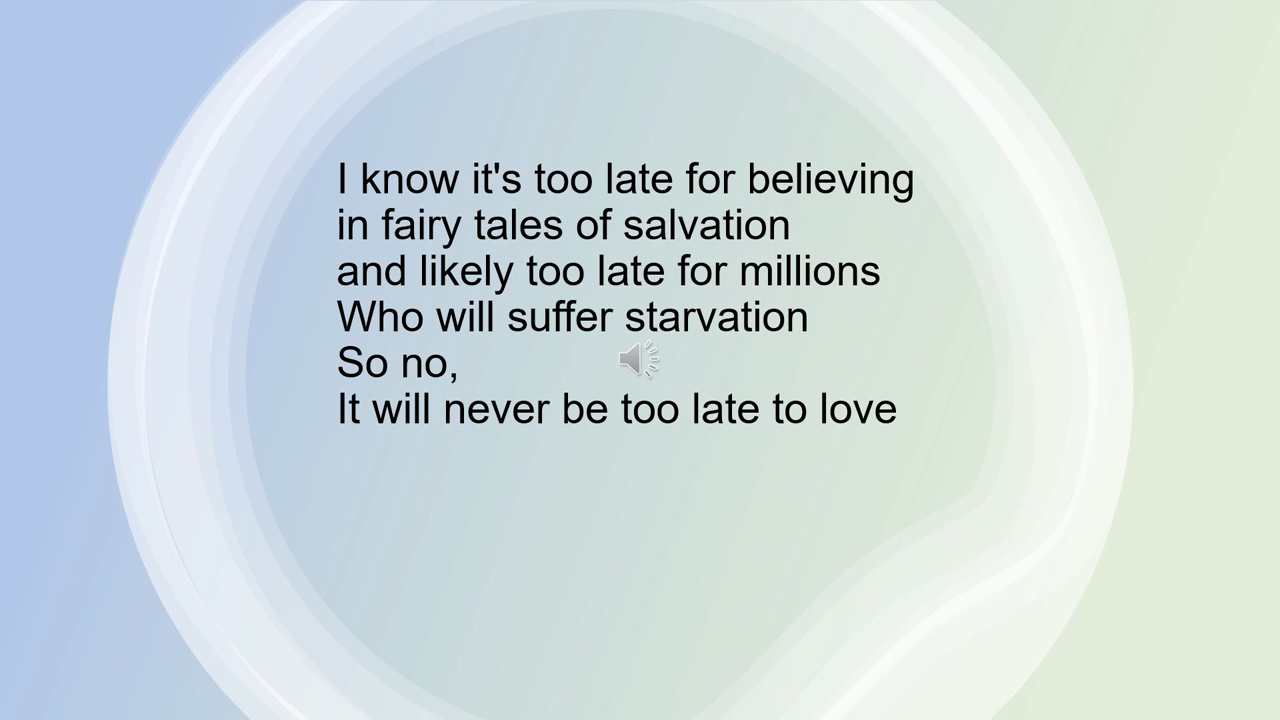 I know it's too late for believing
in fairy tales of salvation
and likely too late for millions
Who will suffer starvation
So no,
It will never be too late to love